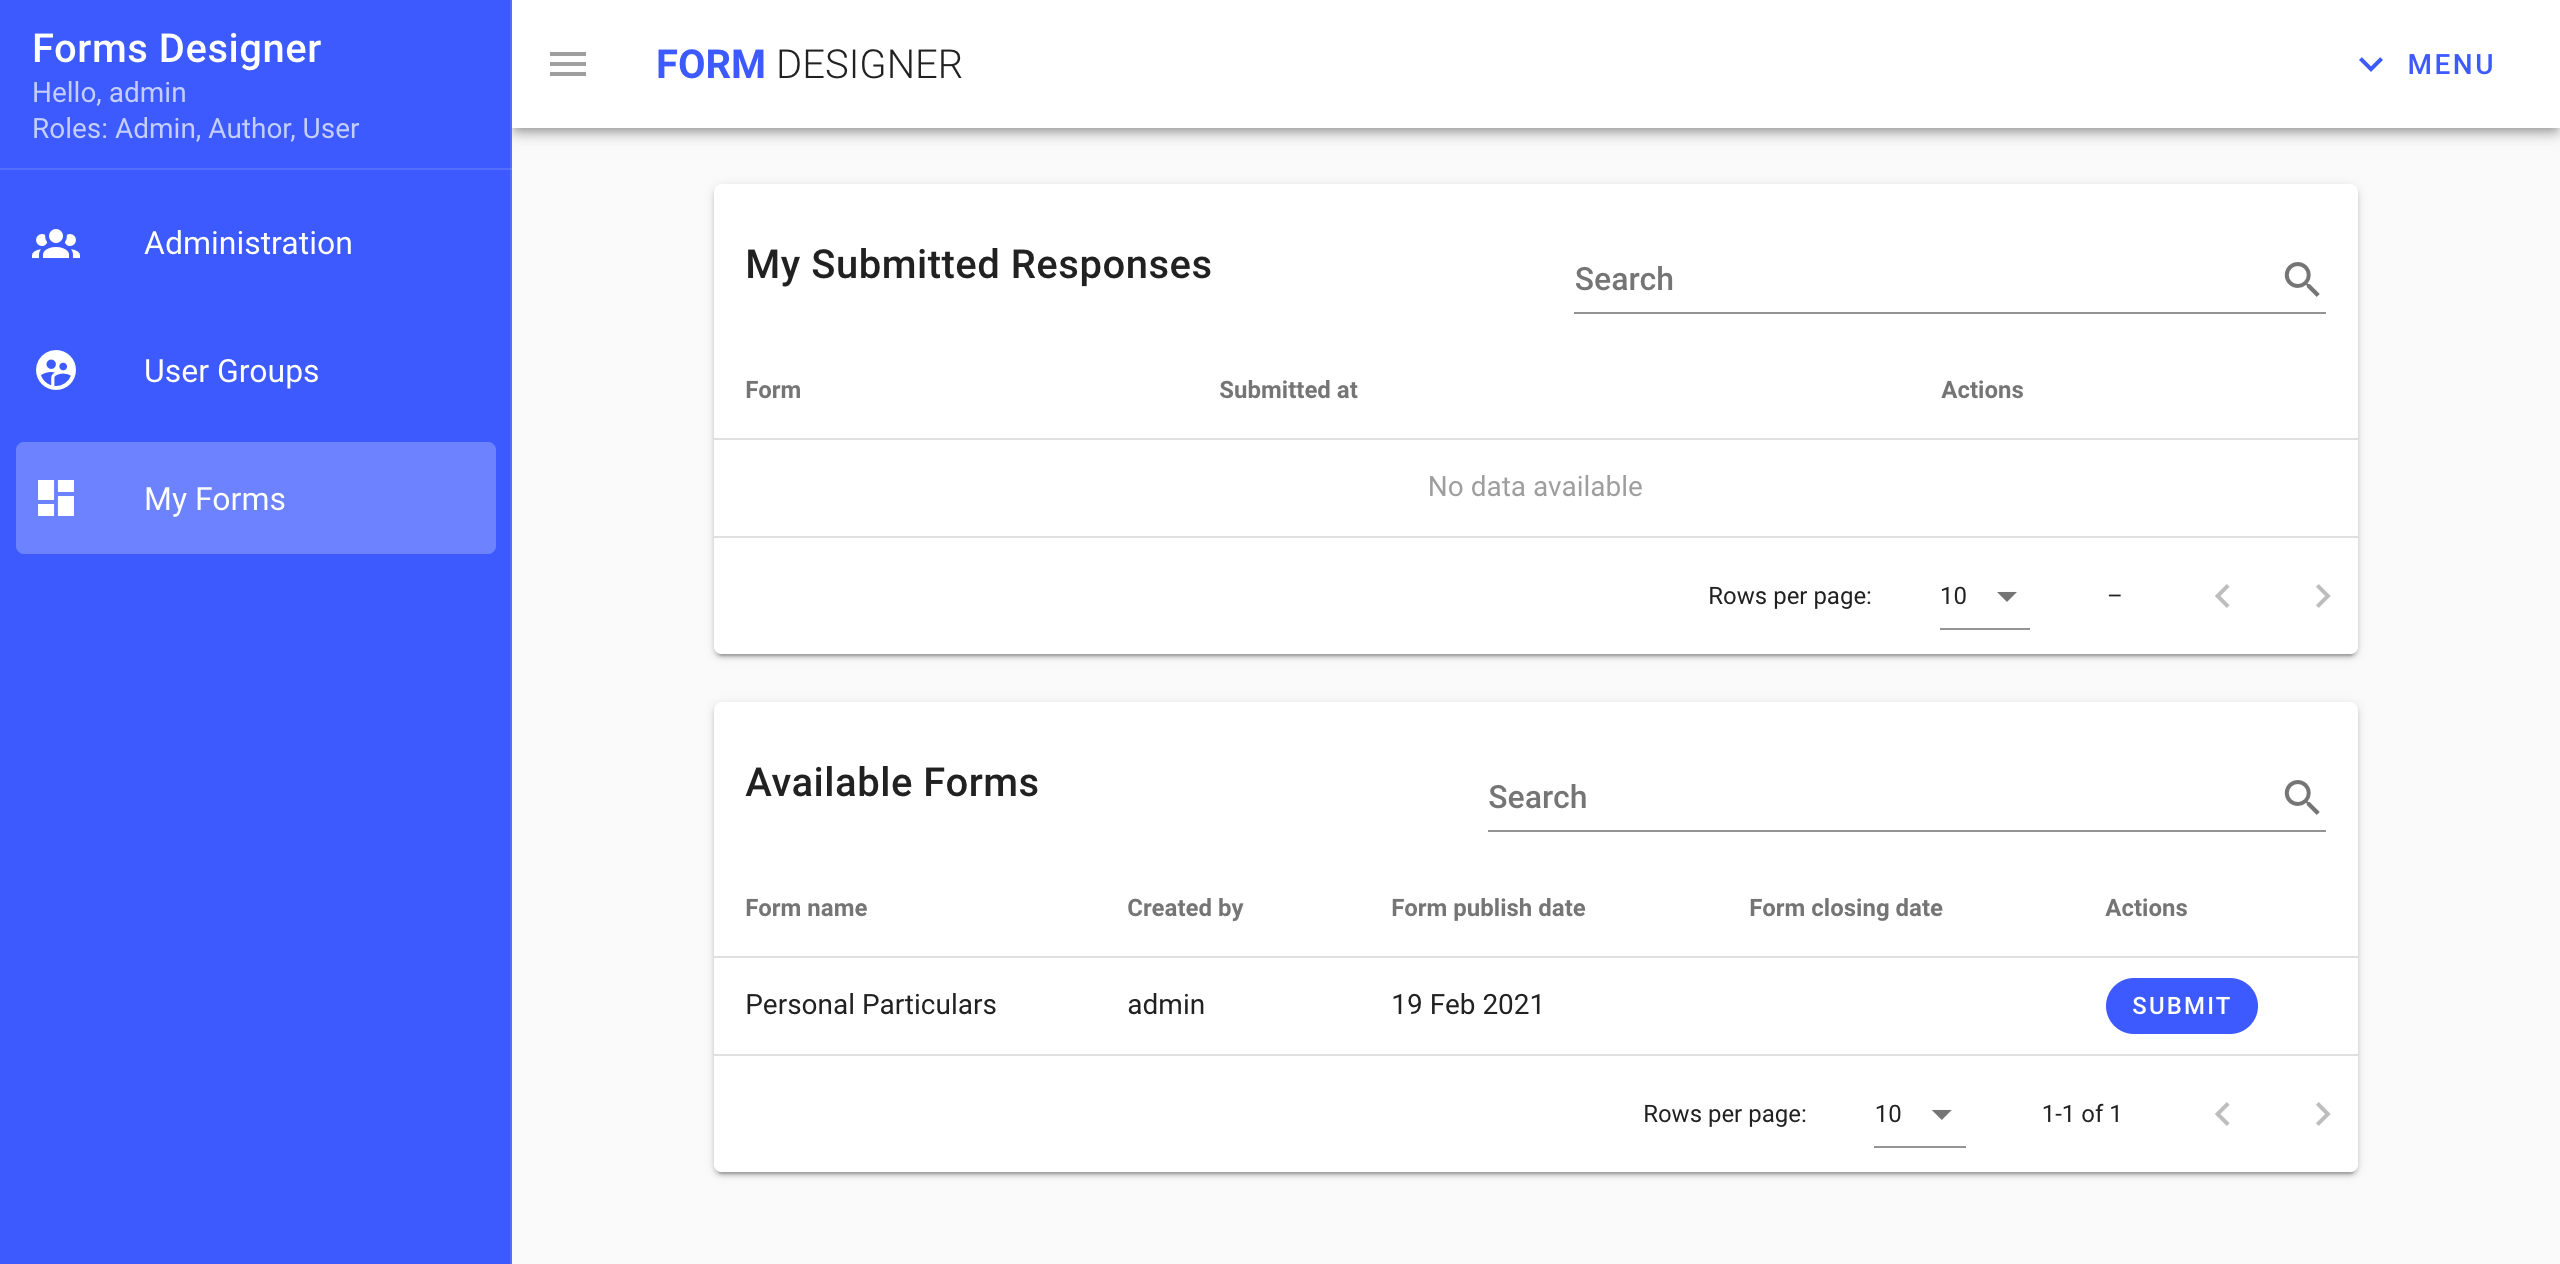 Forms Designer
Hello, admin
Roles: Admin, Author, User
Administration
User Groups
My Forms
FORM DESIGNER
MENU
My Submitted Responses
Search
Form Submitted at Actions
No data available
Rows per page: 10 –
Available Forms
Search
Form name Created by Form publish date Form closing date Actions
Personal Particulars admin 19 Feb 2021 SUBMIT
Rows per page: 10 1-1 of 1